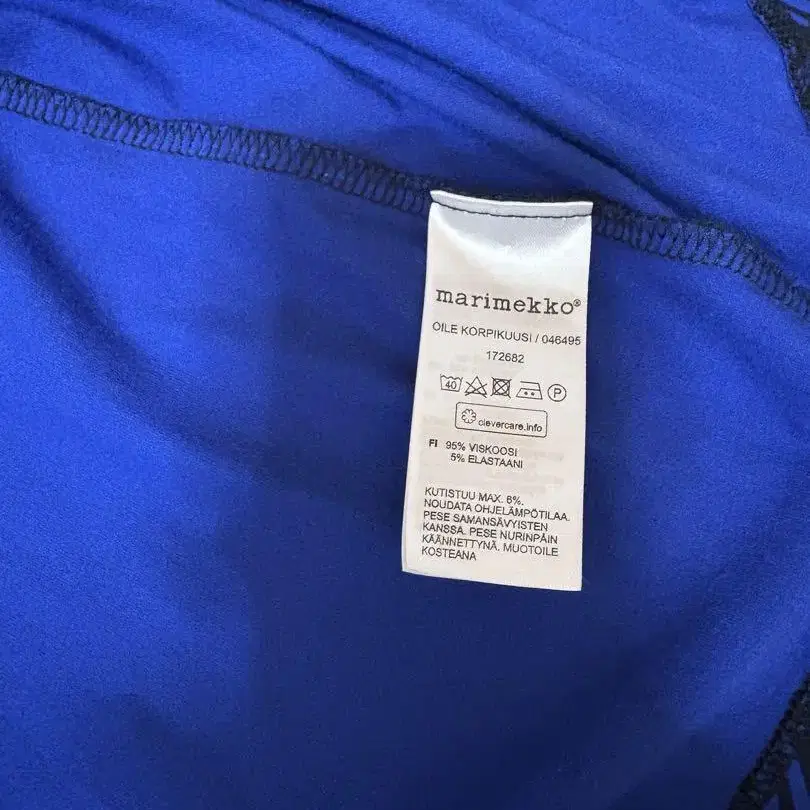 marimekko®
OILE KORPIKUUSI / 046495
172682
40 P
clevercare.info
FI 95% VISKOOSI
5% ELASTAANI
KUTISTUU MAX. 6%.
NOUDATA OHJELÄMPÖTILAA.
PESE SAMANSÄVYISTEN
KANSSA. PESE NURINPÄIN
KÄÄNNETTYNÄ. MUOTOILE
KOSTEANA